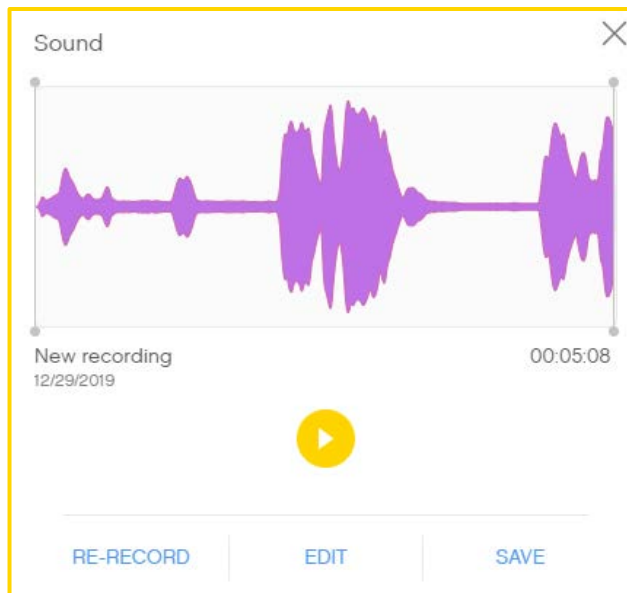 Sound
New recording
00:05:08
12/29/2019
RE-RECORD
EDIT
SAVE